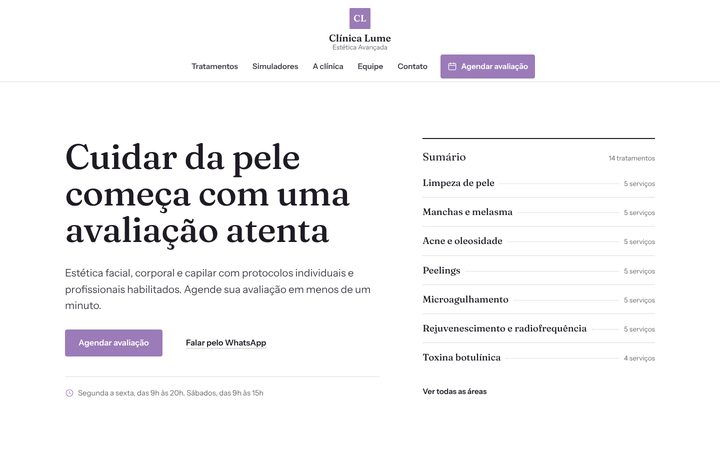 CL
Clínica Lume
Estética Avançada
Tratamentos Simuladores A clínica Equipe Contato Agendar avaliação
Cuidar da pele
começa com uma
avaliação atenta
Estética facial, corporal e capilar com protocolos individuais e
profissionais habilitados. Agende sua avaliação em menos de um
minuto.
Agendar avaliação Falar pelo WhatsApp
Segunda a sexta, das 9h às 20h. Sábados, das 9h às 15h
Sumário 14 tratamentos
Limpeza de pele 5 serviços
Manchas e melasma 5 serviços
Acne e oleosidade 5 serviços
Peelings 5 serviços
Microagulhamento 5 serviços
Rejuvenescimento e radiofrequência 5 serviços
Toxina botulínica 4 serviços
Ver todas as áreas